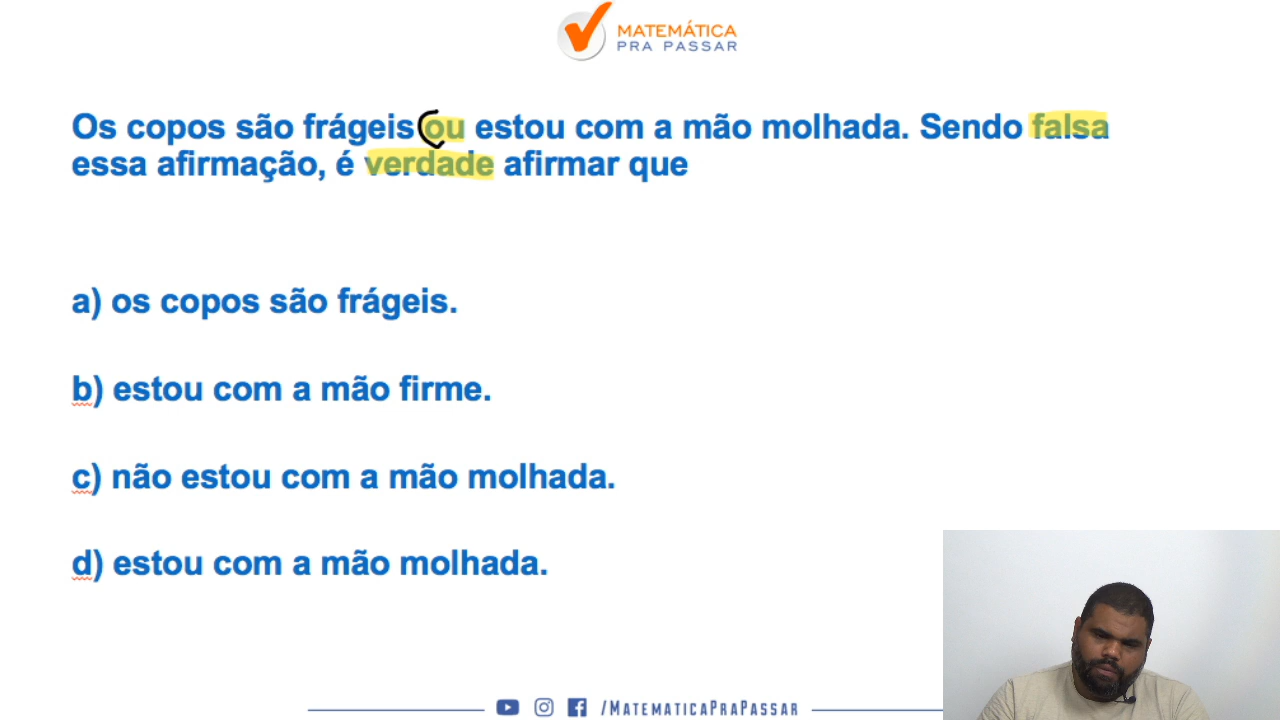 MATEMÁTICA
PRA PASSAR
Os copos são frágeis ou estou com a mão molhada. Sendo falsa
essa afirmação, é verdade afirmar que
a) os copos são frágeis.
b) estou com a mão firme.
c) não estou com a mão molhada.
d) estou com a mão molhada.
/MATEMATICAPRAPASSAR